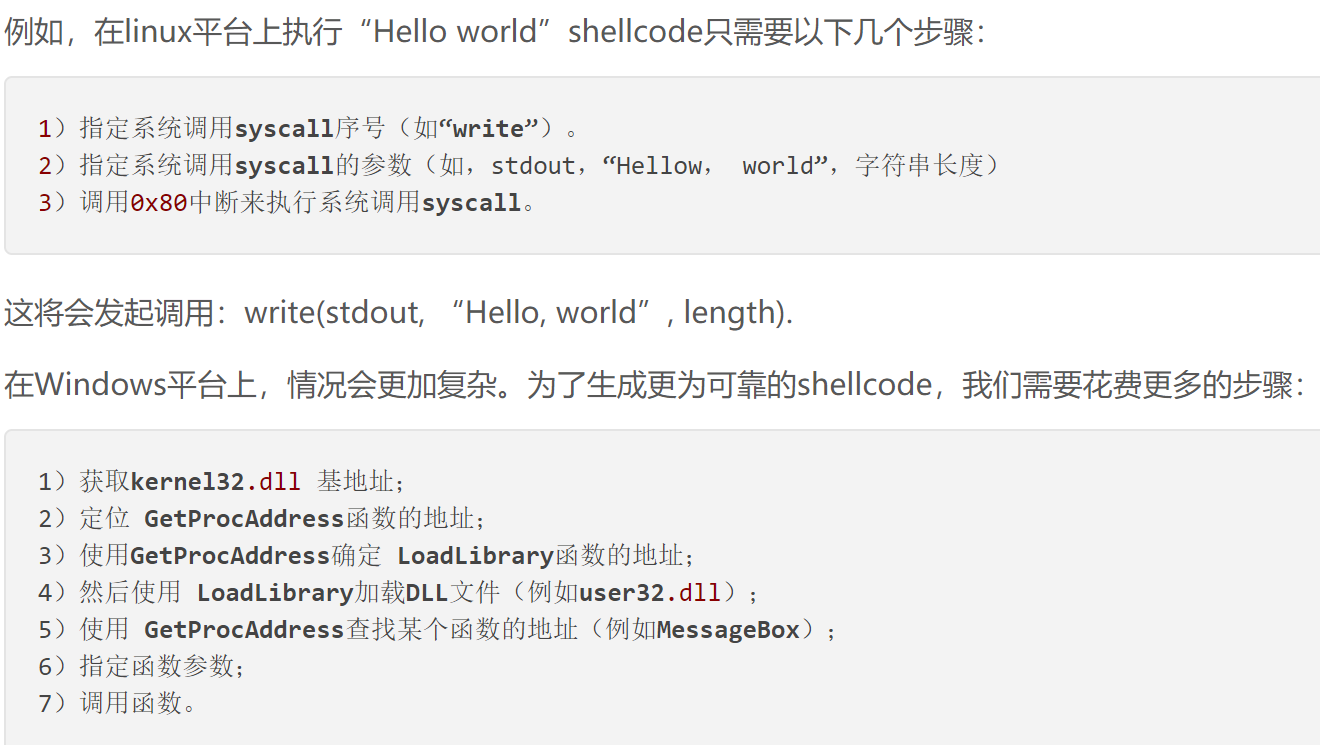 例如，在linux平台上执行“Hello world”shellcode只需要以下几个步骤：
1）指定系统调用syscall序号（如“write”）。
2）指定系统调用syscall的参数（如，stdout，“Hellow， world”，字符串长度）
3）调用0x80中断来执行系统调用syscall。
这将会发起调用：write(stdout, “Hello, world”, length).
在Windows平台上，情况会更加复杂。为了生成更为可靠的shellcode，我们需要花费更多的步骤：
1）获取kernel32.dll 基地址；
2）定位 GetProcAddress函数的地址；
3）使用GetProcAddress确定 LoadLibrary函数的地址；
4）然后使用 LoadLibrary加载DLL文件（例如user32.dll）；
5）使用 GetProcAddress查找某个函数的地址（例如MessageBox）；
6）指定函数参数；
7）调用函数。